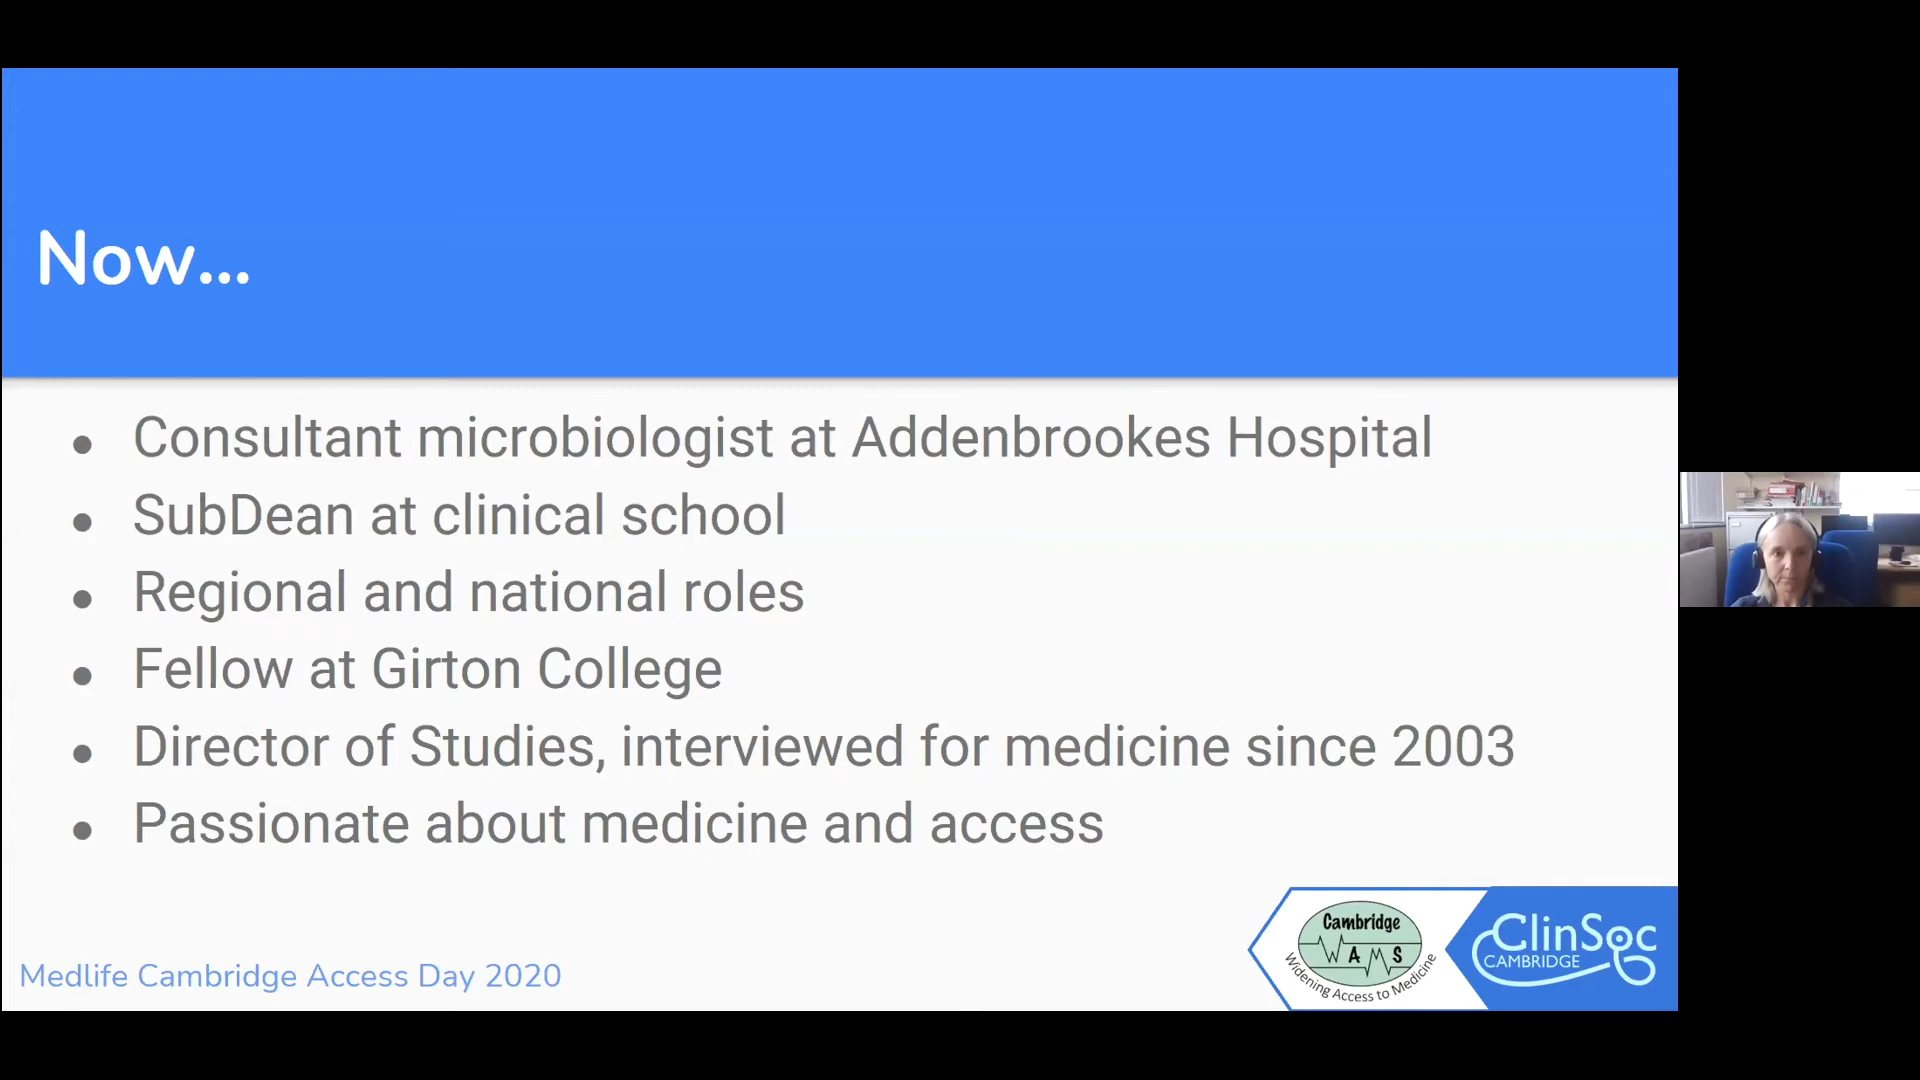 Now...
● Consultant microbiologist at Addenbrookes Hospital
● SubDean at clinical school
● Regional and national roles
● Fellow at Girton College
● Director of Studies, interviewed for medicine since 2003
● Passionate about medicine and access
Medlife Cambridge Access Day 2020
Cambridge
W A M S
Widening Access to Medicine
ClinSoc
CAMBRIDGE